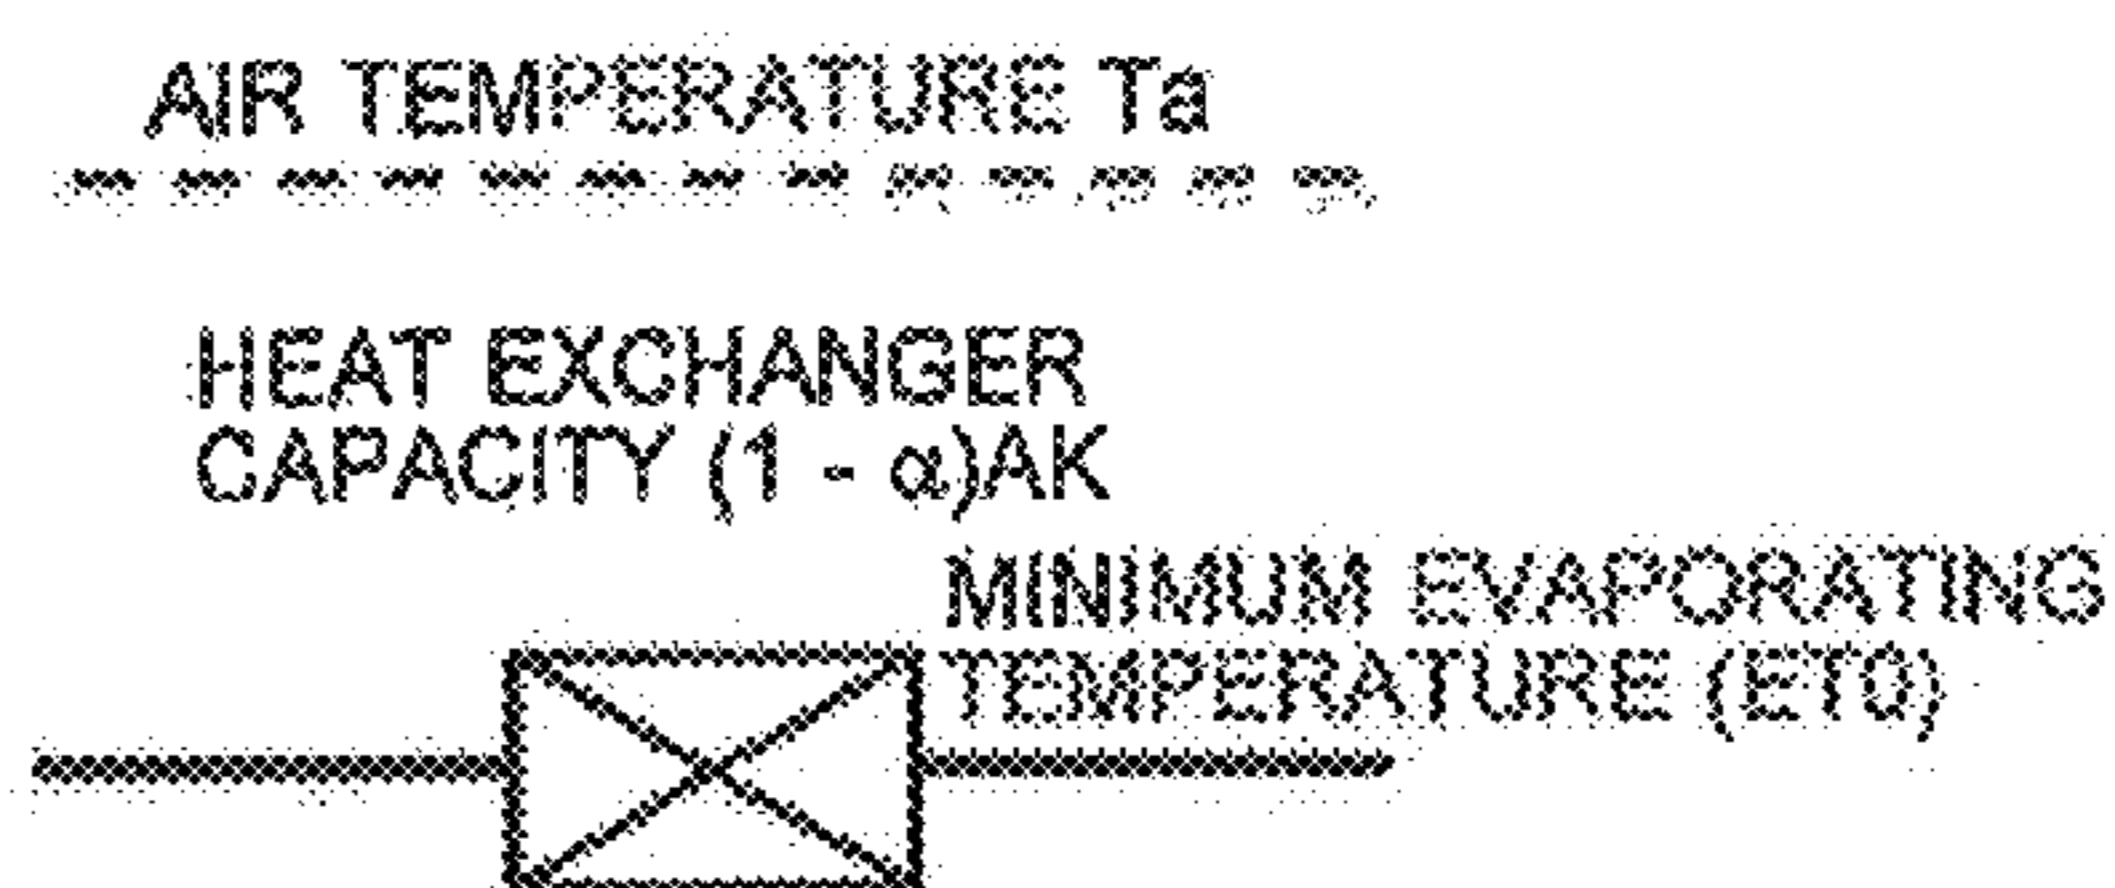 AIR TEMPERATURE Ta
HEAT EXCHANGER
CAPACITY (1 - α)AK
MINIMUM EVAPORATING
TEMPERATURE (ET0)